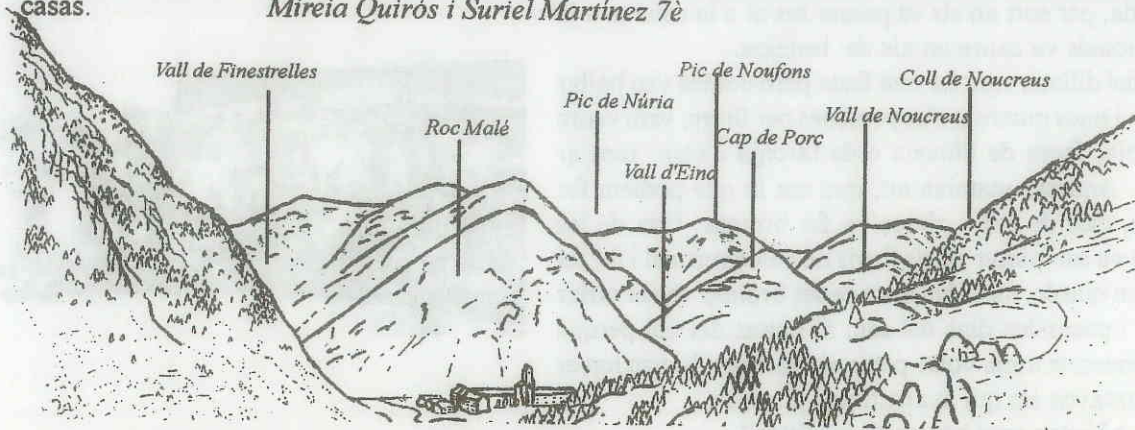 casas.
Mireia Quirós i Suriel Martínez 7è
Vall de Finestrelles
Pic de Noufons
Coll de Noucreus
Pic de Núria
Vall de Noucreus
Roc Malé
Cap de Porc
Vall d'Eina